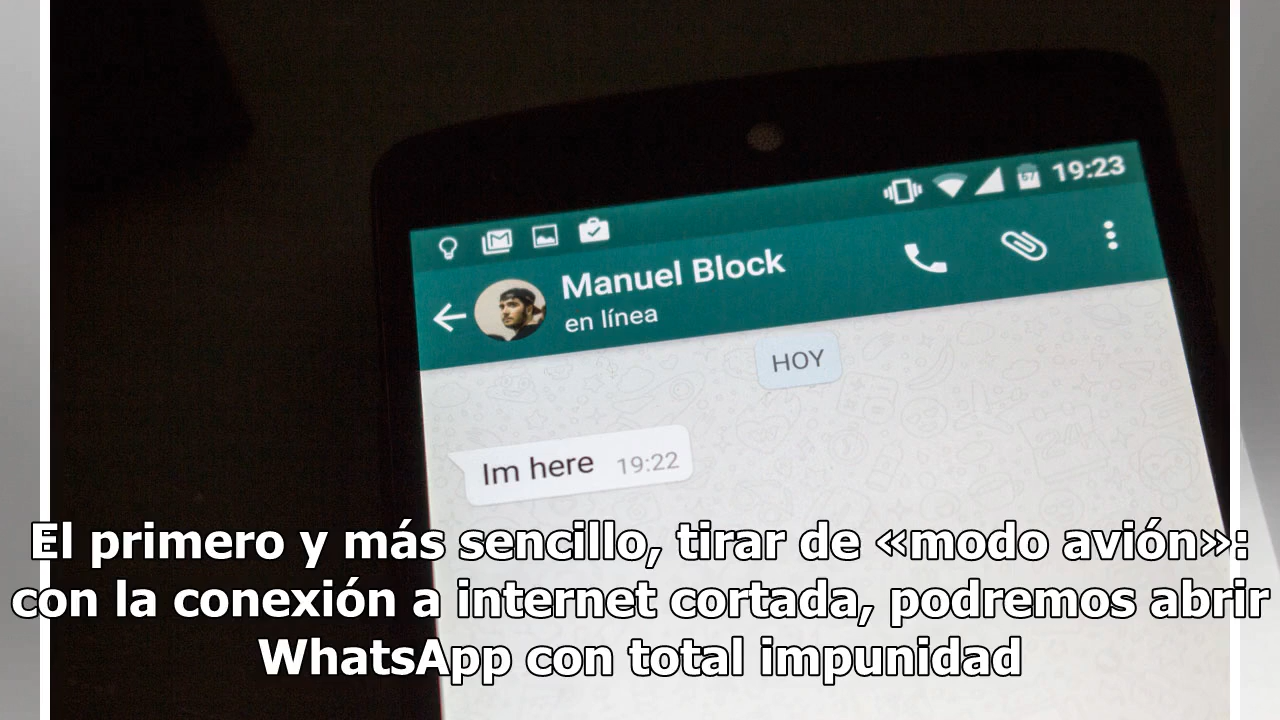 19:23
Manuel Block
en línea
HOY
Im here 19:22
El primero y más sencillo, tirar de «modo avión»:
con la conexión a internet cortada, podremos abrir
WhatsApp con total impunidad